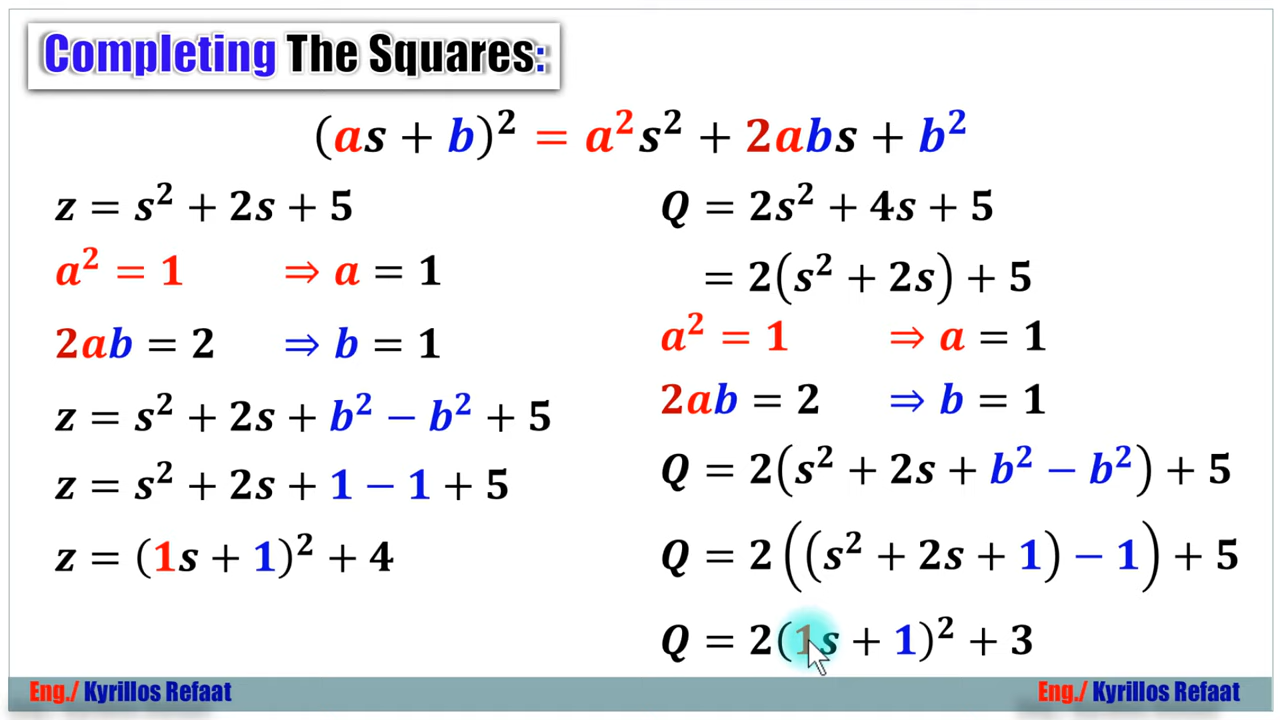 Completing The Squares:
(as + b)² = a²s² + 2abs + b²
z = s² + 2s + 5
a² = 1 ⇒ a = 1
2ab = 2 ⇒ b = 1
z = s² + 2s + b² − b² + 5
z = s² + 2s + 1 − 1 + 5
z = (1s + 1)² + 4
Q = 2s² + 4s + 5
= 2(s² + 2s) + 5
a² = 1 ⇒ a = 1
2ab = 2 ⇒ b = 1
Q = 2(s² + 2s + b² − b²) + 5
Q = 2((s² + 2s + 1) − 1) + 5
Q = 2(1s + 1)² + 3
Eng./ Kyrillos Refaat
Eng./ Kyrillos Refaat